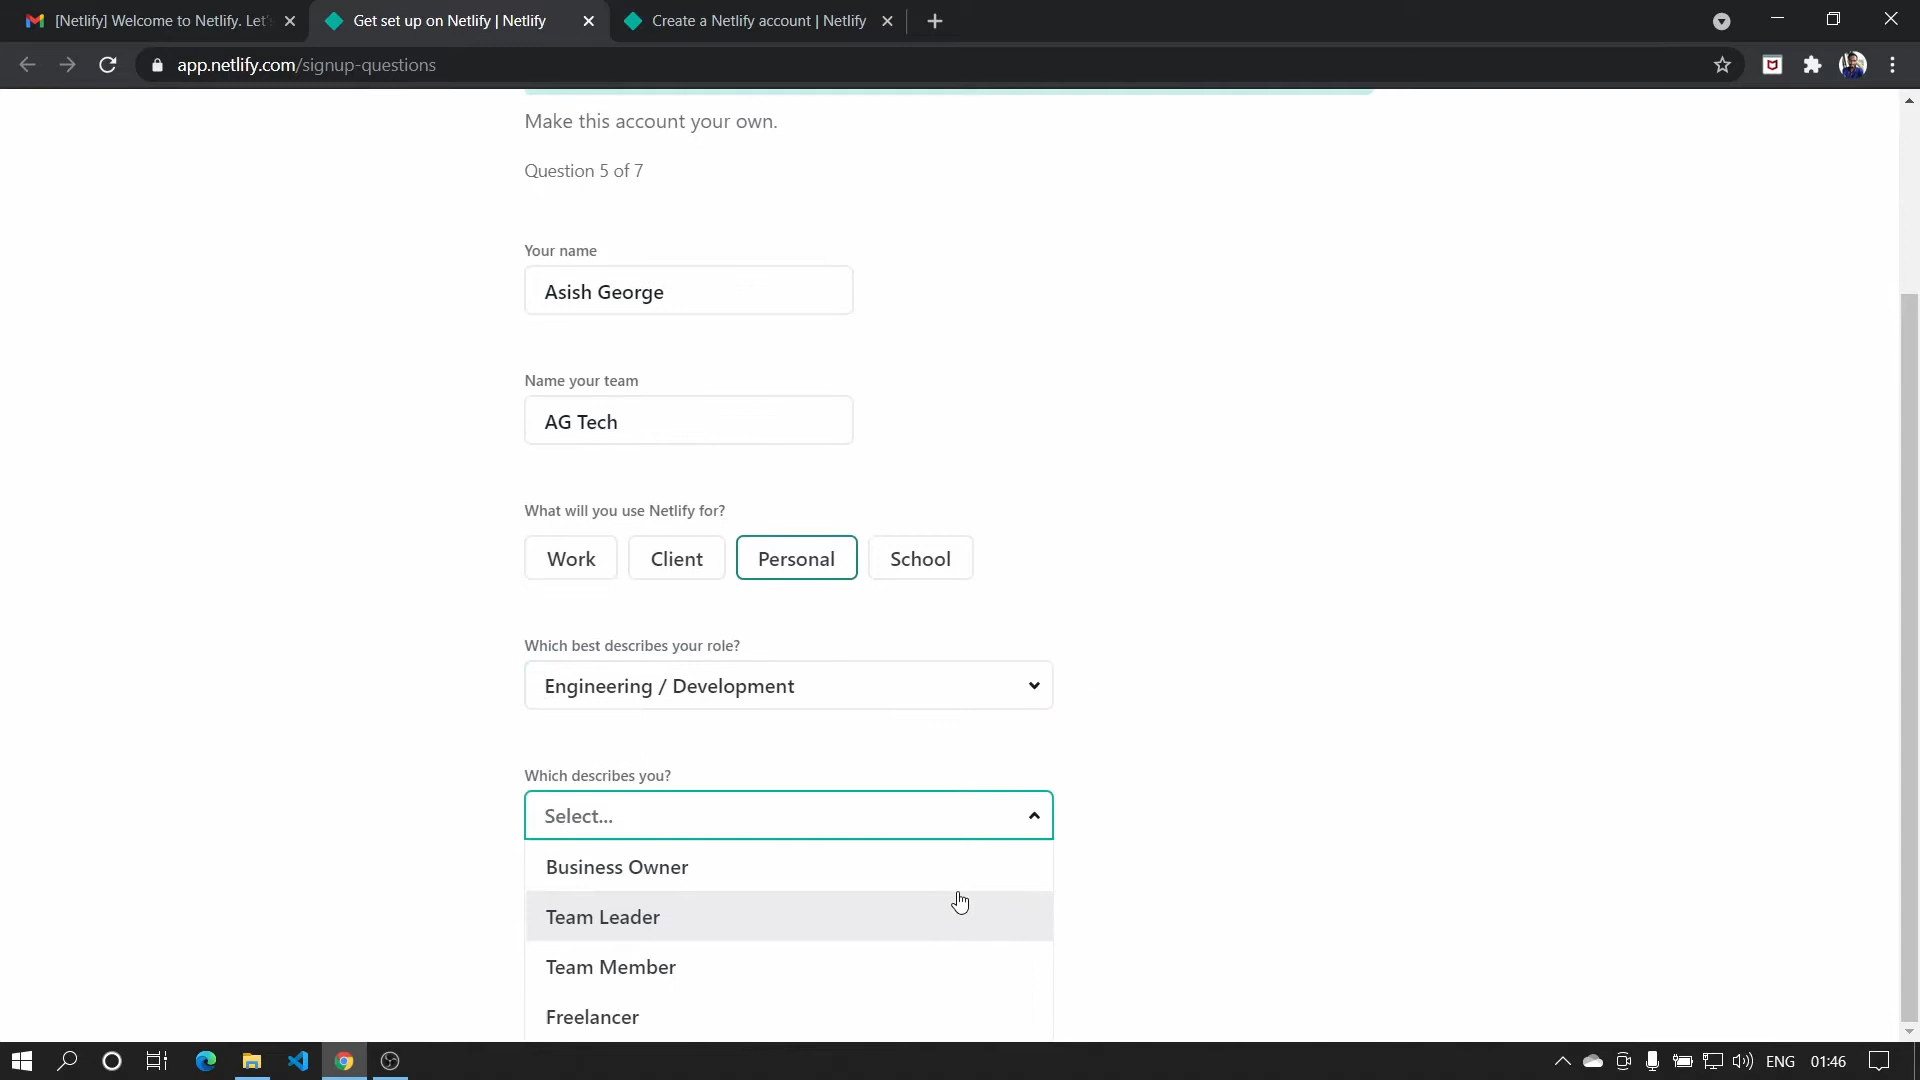 [Netlify] Welcome to Netlify. Let'
Get set up on Netlify | Netlify
Create a Netlify account | Netlify
app.netlify.com/signup-questions
Make this account your own.
Question 5 of 7
Your name
Asish George
Name your team
AG Tech
What will you use Netlify for?
Work Client Personal School
Which best describes your role?
Engineering / Development
Which describes you?
Select...
Business Owner
Team Leader
Team Member
Freelancer
ENG 01:46